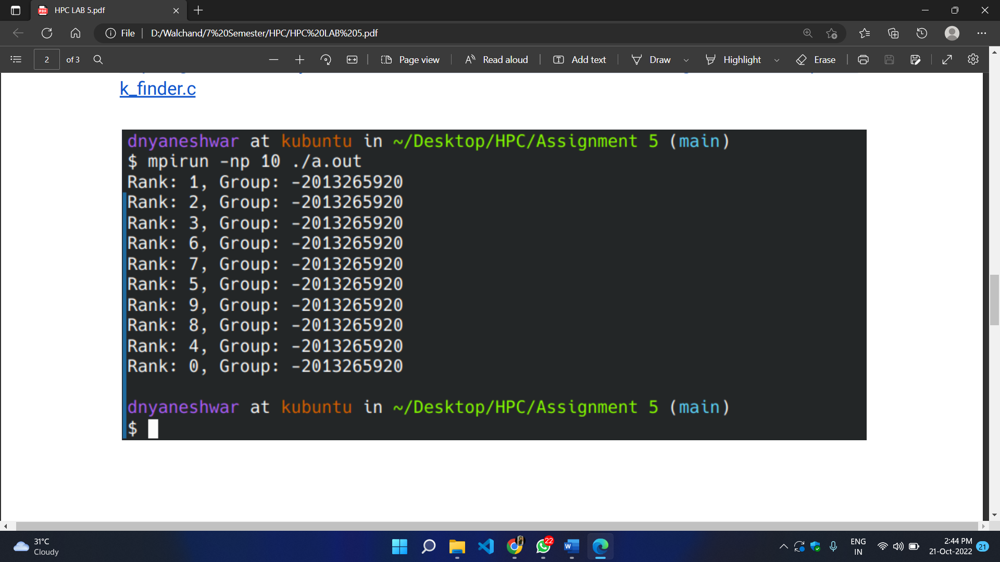 HPC LAB 5.pdf
File
D:/Walchand/7%20Semester/HPC/HPC%20LAB%205.pdf
2 of 3
Page view
Read aloud
Add text
Draw
Highlight
Erase
k_finder.c
dnyaneshwar at kubuntu in ~/Desktop/HPC/Assignment 5 (main)
$ mpirun -np 10 ./a.out
Rank: 1, Group: -2013265920
Rank: 2, Group: -2013265920
Rank: 3, Group: -2013265920
Rank: 6, Group: -2013265920
Rank: 7, Group: -2013265920
Rank: 5, Group: -2013265920
Rank: 9, Group: -2013265920
Rank: 8, Group: -2013265920
Rank: 4, Group: -2013265920
Rank: 0, Group: -2013265920
dnyaneshwar at kubuntu in ~/Desktop/HPC/Assignment 5 (main)
$
31°C
Cloudy
22
ENG
IN
2:44 PM
21-Oct-2022
21